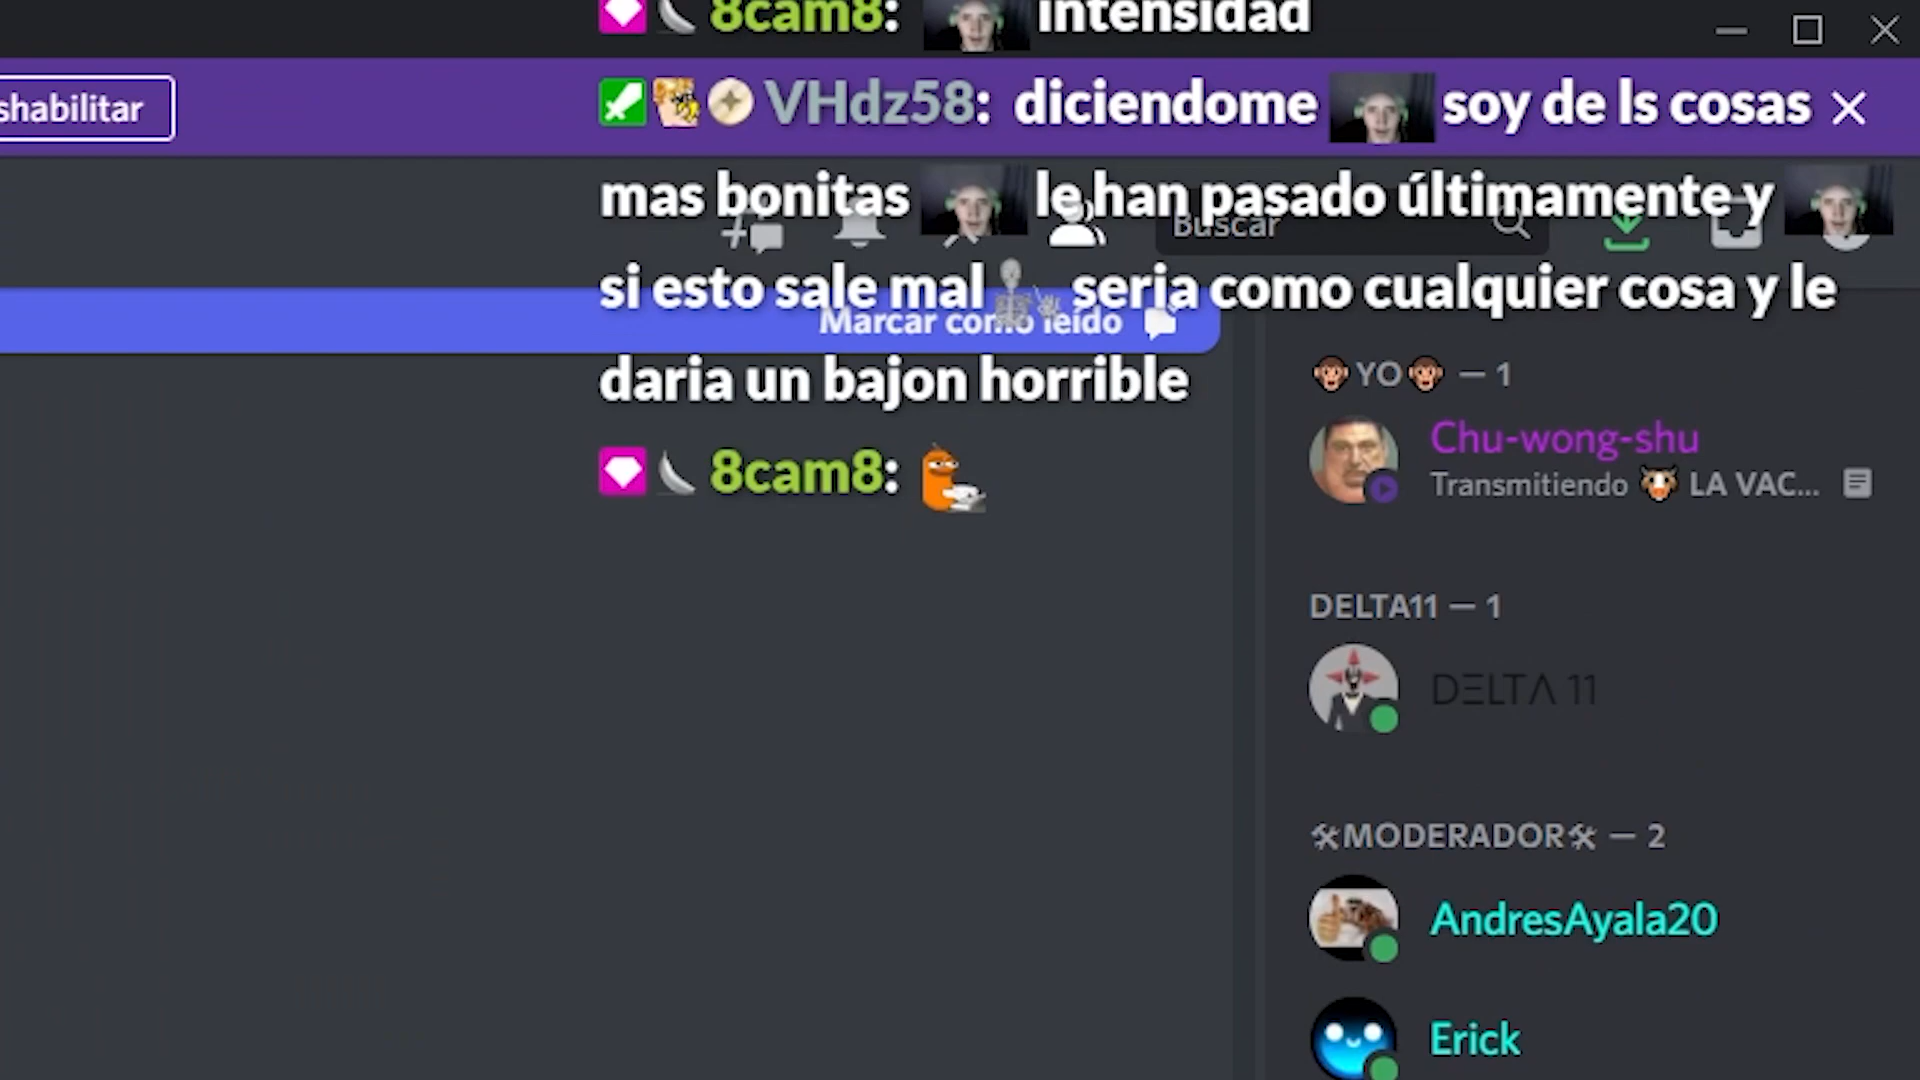 8cam8: intensidad
shabilitar
VHdz58: diciendome soy de ls cosas
mas bonitas le han pasado últimamente y
Buscar
si esto sale mal seria como cualquier cosa y le
Marcar como leído
daria un bajon horrible
8cam8:
YO — 1
Chu-wong-shu
Transmitiendo LA VAC...
DELTA11 — 1
DΞLTΛ 11
🛠MODERADOR🛠 — 2
AndresAyala20
Erick